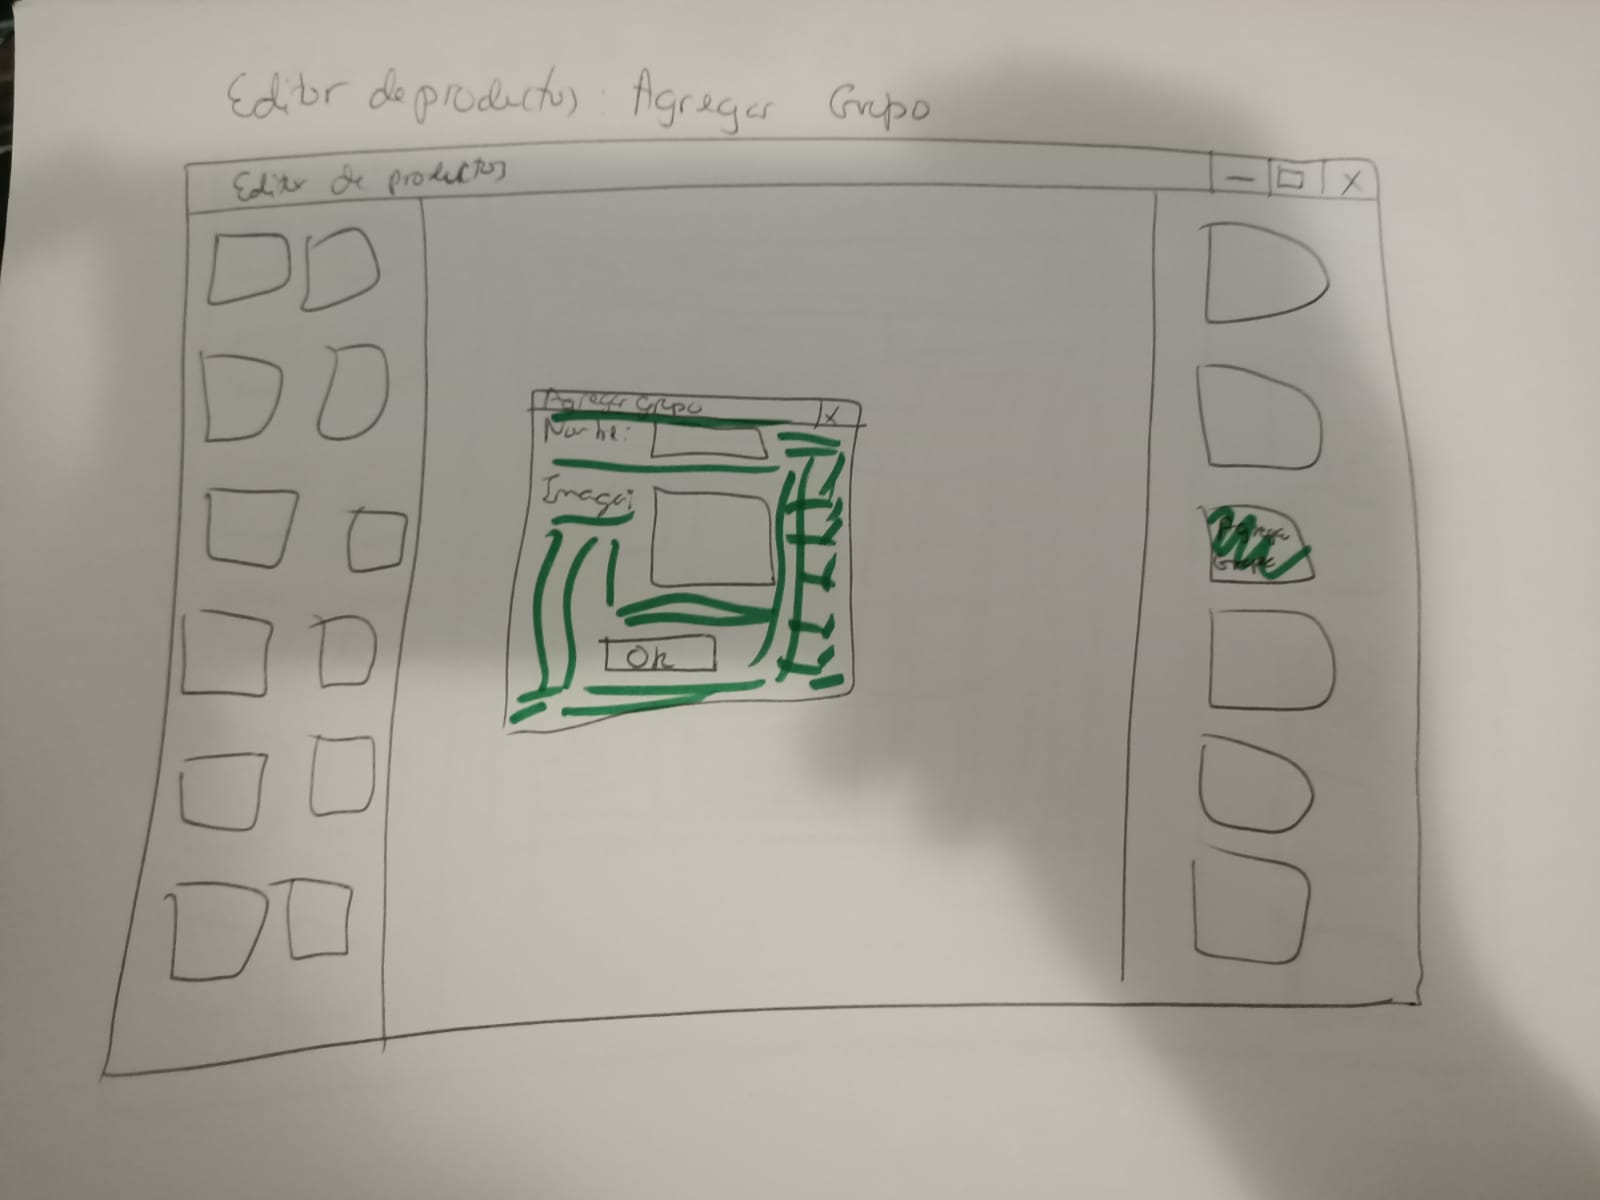 Editor de productos: Agregar Grupo
Editor de productos
X
Agregar Grupo X
Nombre:
Imagen:
OK
Agregar
Grupo